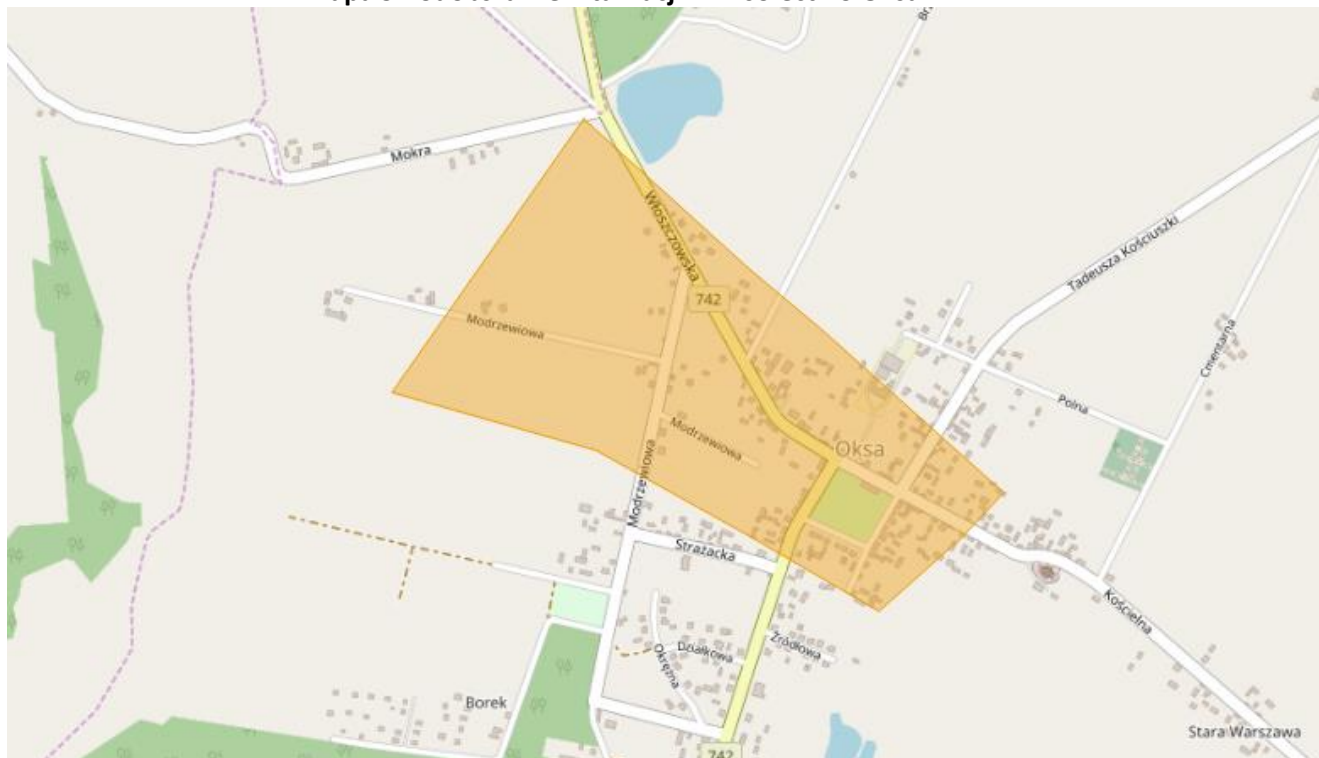 Br
Mokra
Włoszczowska
Tadeusza Kościuszki
742
Modrzewiowa
Cmentarna
Polna
Modrzewiowa
Oksa
Modrzewiowa
Strażacka
Kościelna
Działkowa
Źródłowa
Okrężna
Borek
Stara Warszawa
742